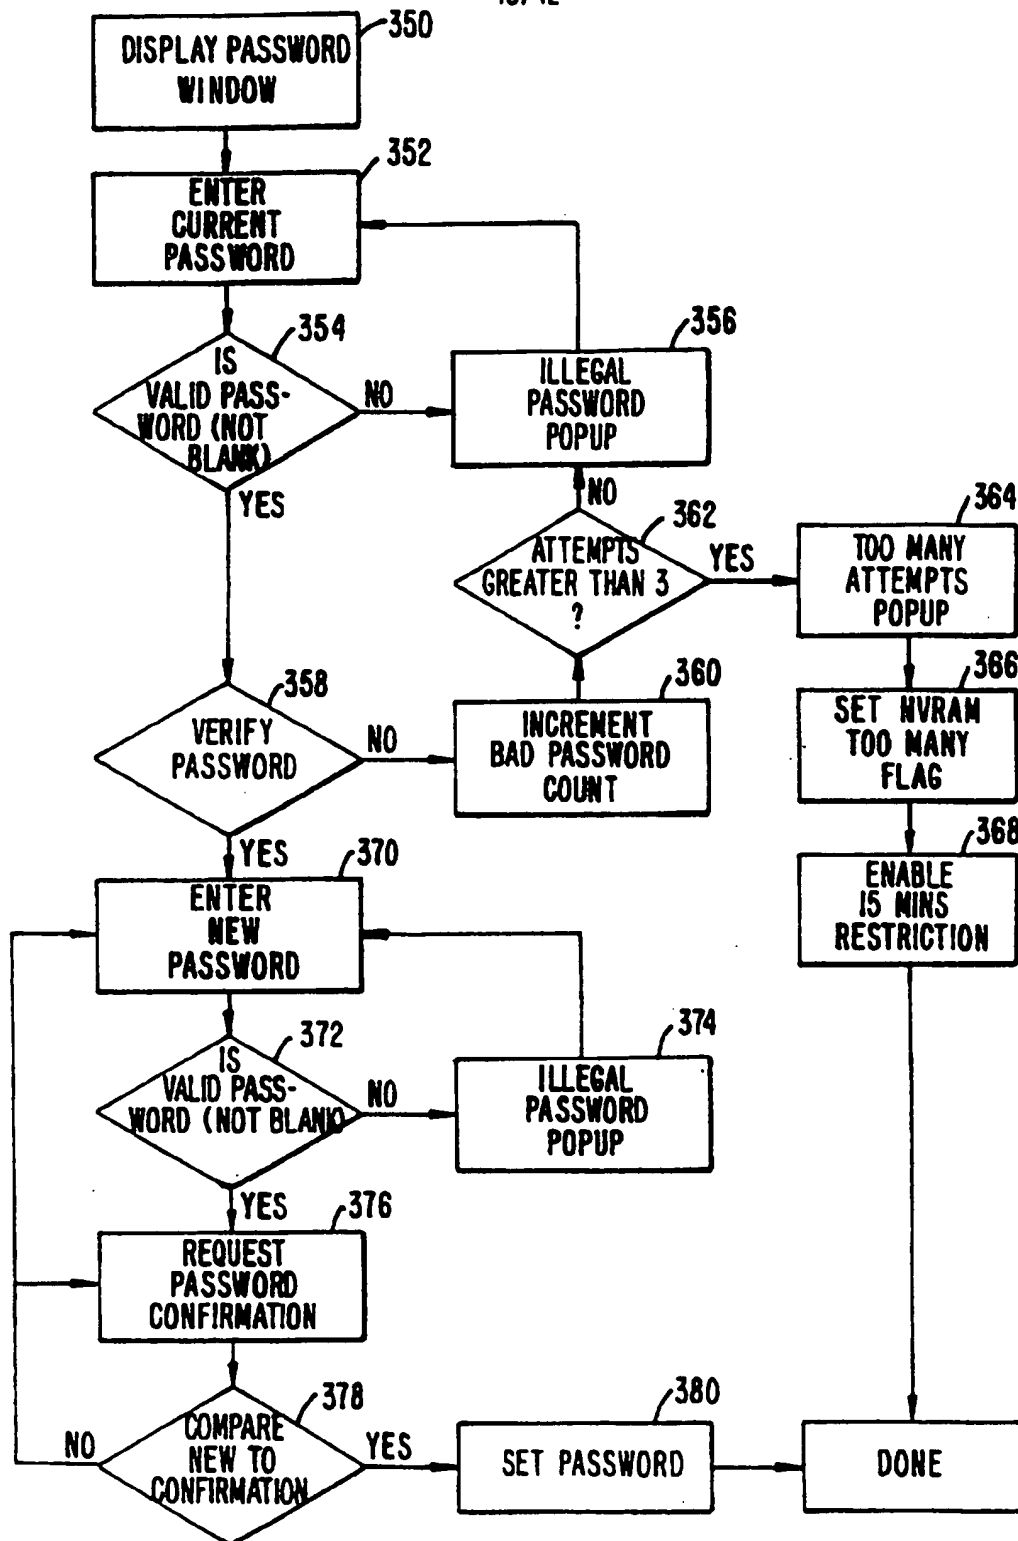 350
DISPLAY PASSWORD
WINDOW
352
ENTER
CURRENT
PASSWORD
354
IS
VALID PASS-
WORD (NOT
BLANK)
NO
YES
356
ILLEGAL
PASSWORD
POPUP
NO
362
ATTEMPTS
GREATER THAN 3
?
YES
364
TOO MANY
ATTEMPTS
POPUP
358
VERIFY
PASSWORD
NO
YES
360
INCREMENT
BAD PASSWORD
COUNT
366
SET NVRAM
TOO MANY
FLAG
368
ENABLE
15 MINS
RESTRICTION
370
ENTER
NEW
PASSWORD
372
IS
VALID PASS-
WORD (NOT BLANK)
NO
YES
374
ILLEGAL
PASSWORD
POPUP
376
REQUEST
PASSWORD
CONFIRMATION
378
COMPARE
NEW TO
CONFIRMATION
NO
YES
380
SET PASSWORD
DONE